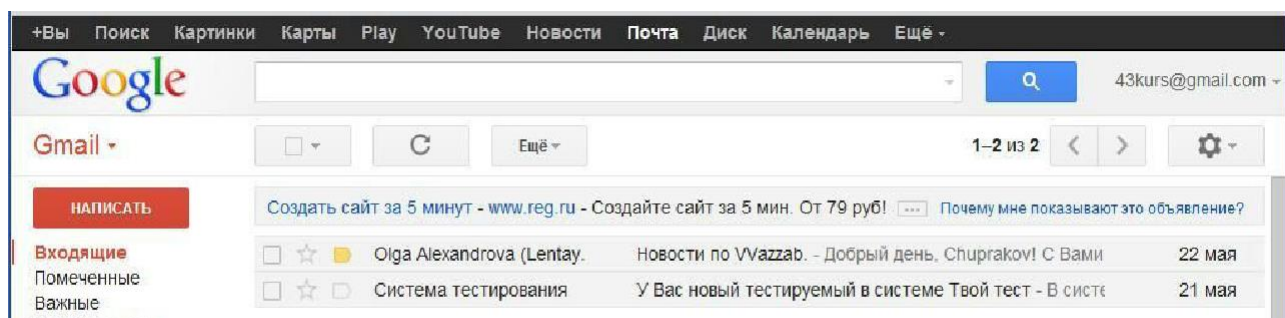 +Вы Поиск Картинки Карты Play YouTube Новости Почта Диск Календарь Ещё
Google 43kurs@gmail.com
Gmail Ещё 1–2 из 2
НАПИСАТЬ Создать сайт за 5 минут - www.reg.ru - Создайте сайт за 5 мин. От 79 руб! Почему мне показывают это объявление?
Входящие Olga Alexandrova (Lentay. Новости по VVazzab. - Добрый день, Chuprakov! С Вами 22 мая
Помеченные
Система тестирования У Вас новый тестируемый в системе Твой тест - В систе 21 мая
Важные